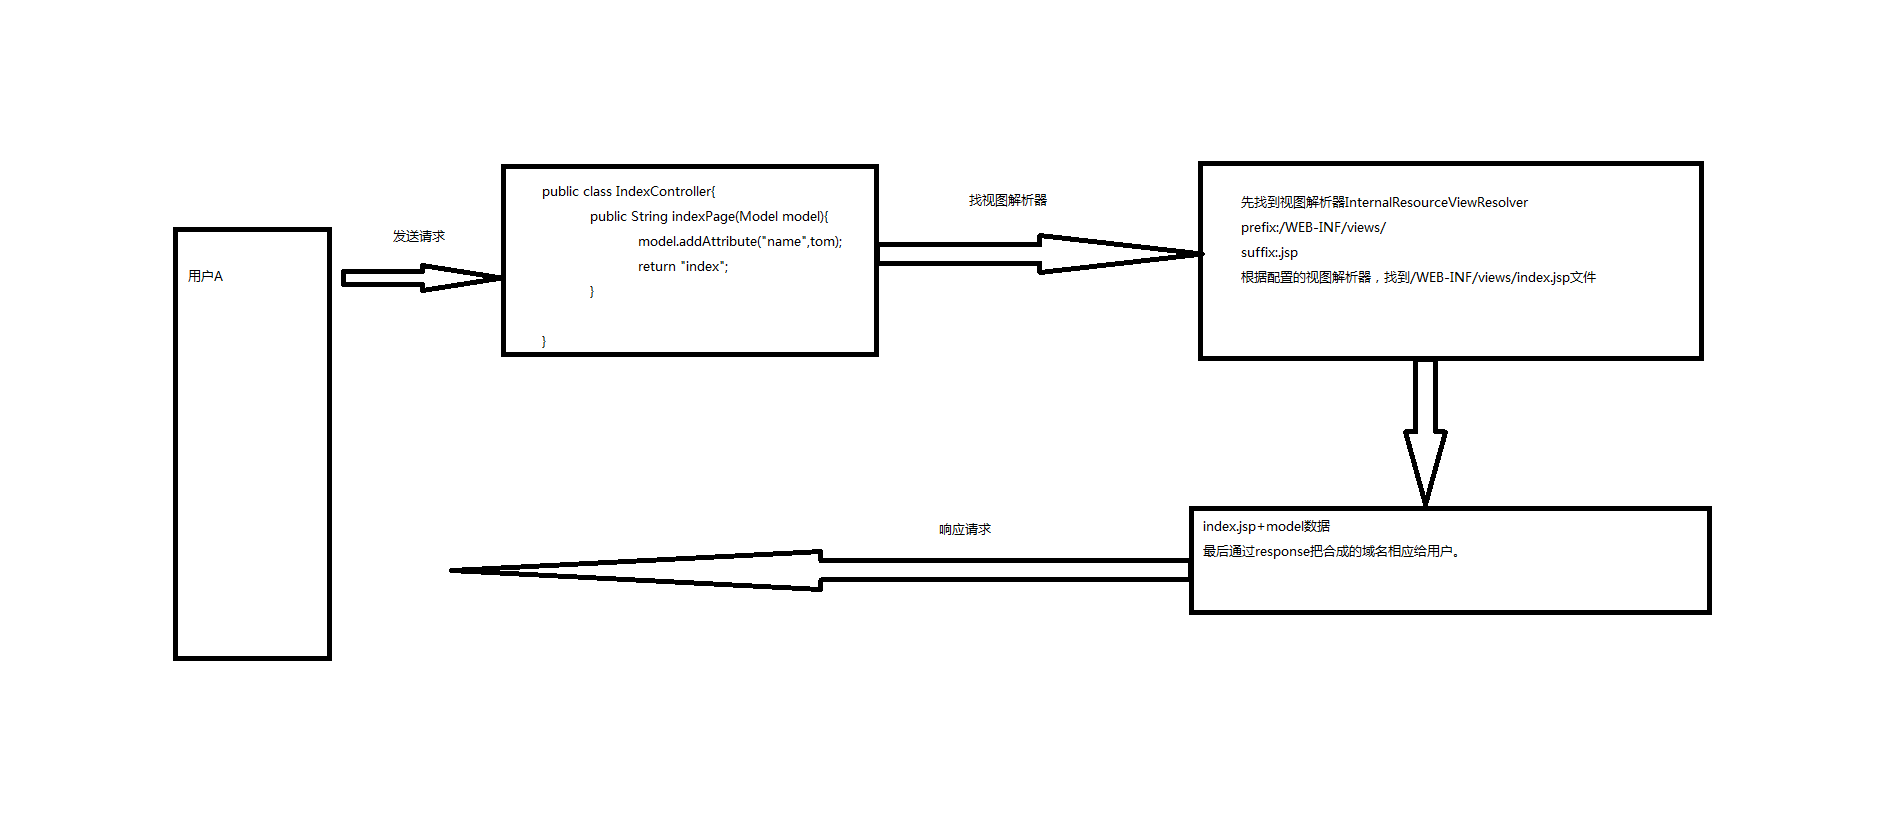 用户A
发送请求
public class IndexController{
public String indexPage(Model model){
model.addAttribute("name",tom);
return "index";
}
}
找视图解析器
先找到视图解析器InternalResourceViewResolver
prefix:/WEB-INF/views/
suffix:.jsp
根据配置的视图解析器，找到/WEB-INF/views/index.jsp文件
index.jsp+model数据
最后通过response把合成的域名相应给用户。
响应请求